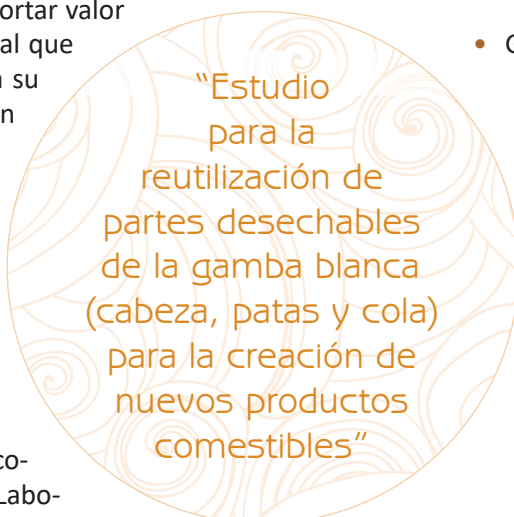 ortar valor
al que
su
n
"Estudio
para la
reutilización de
partes desechables
de la gamba blanca
(cabeza, patas y cola)
para la creación de
nuevos productos
comestibles"
co-
Labo-